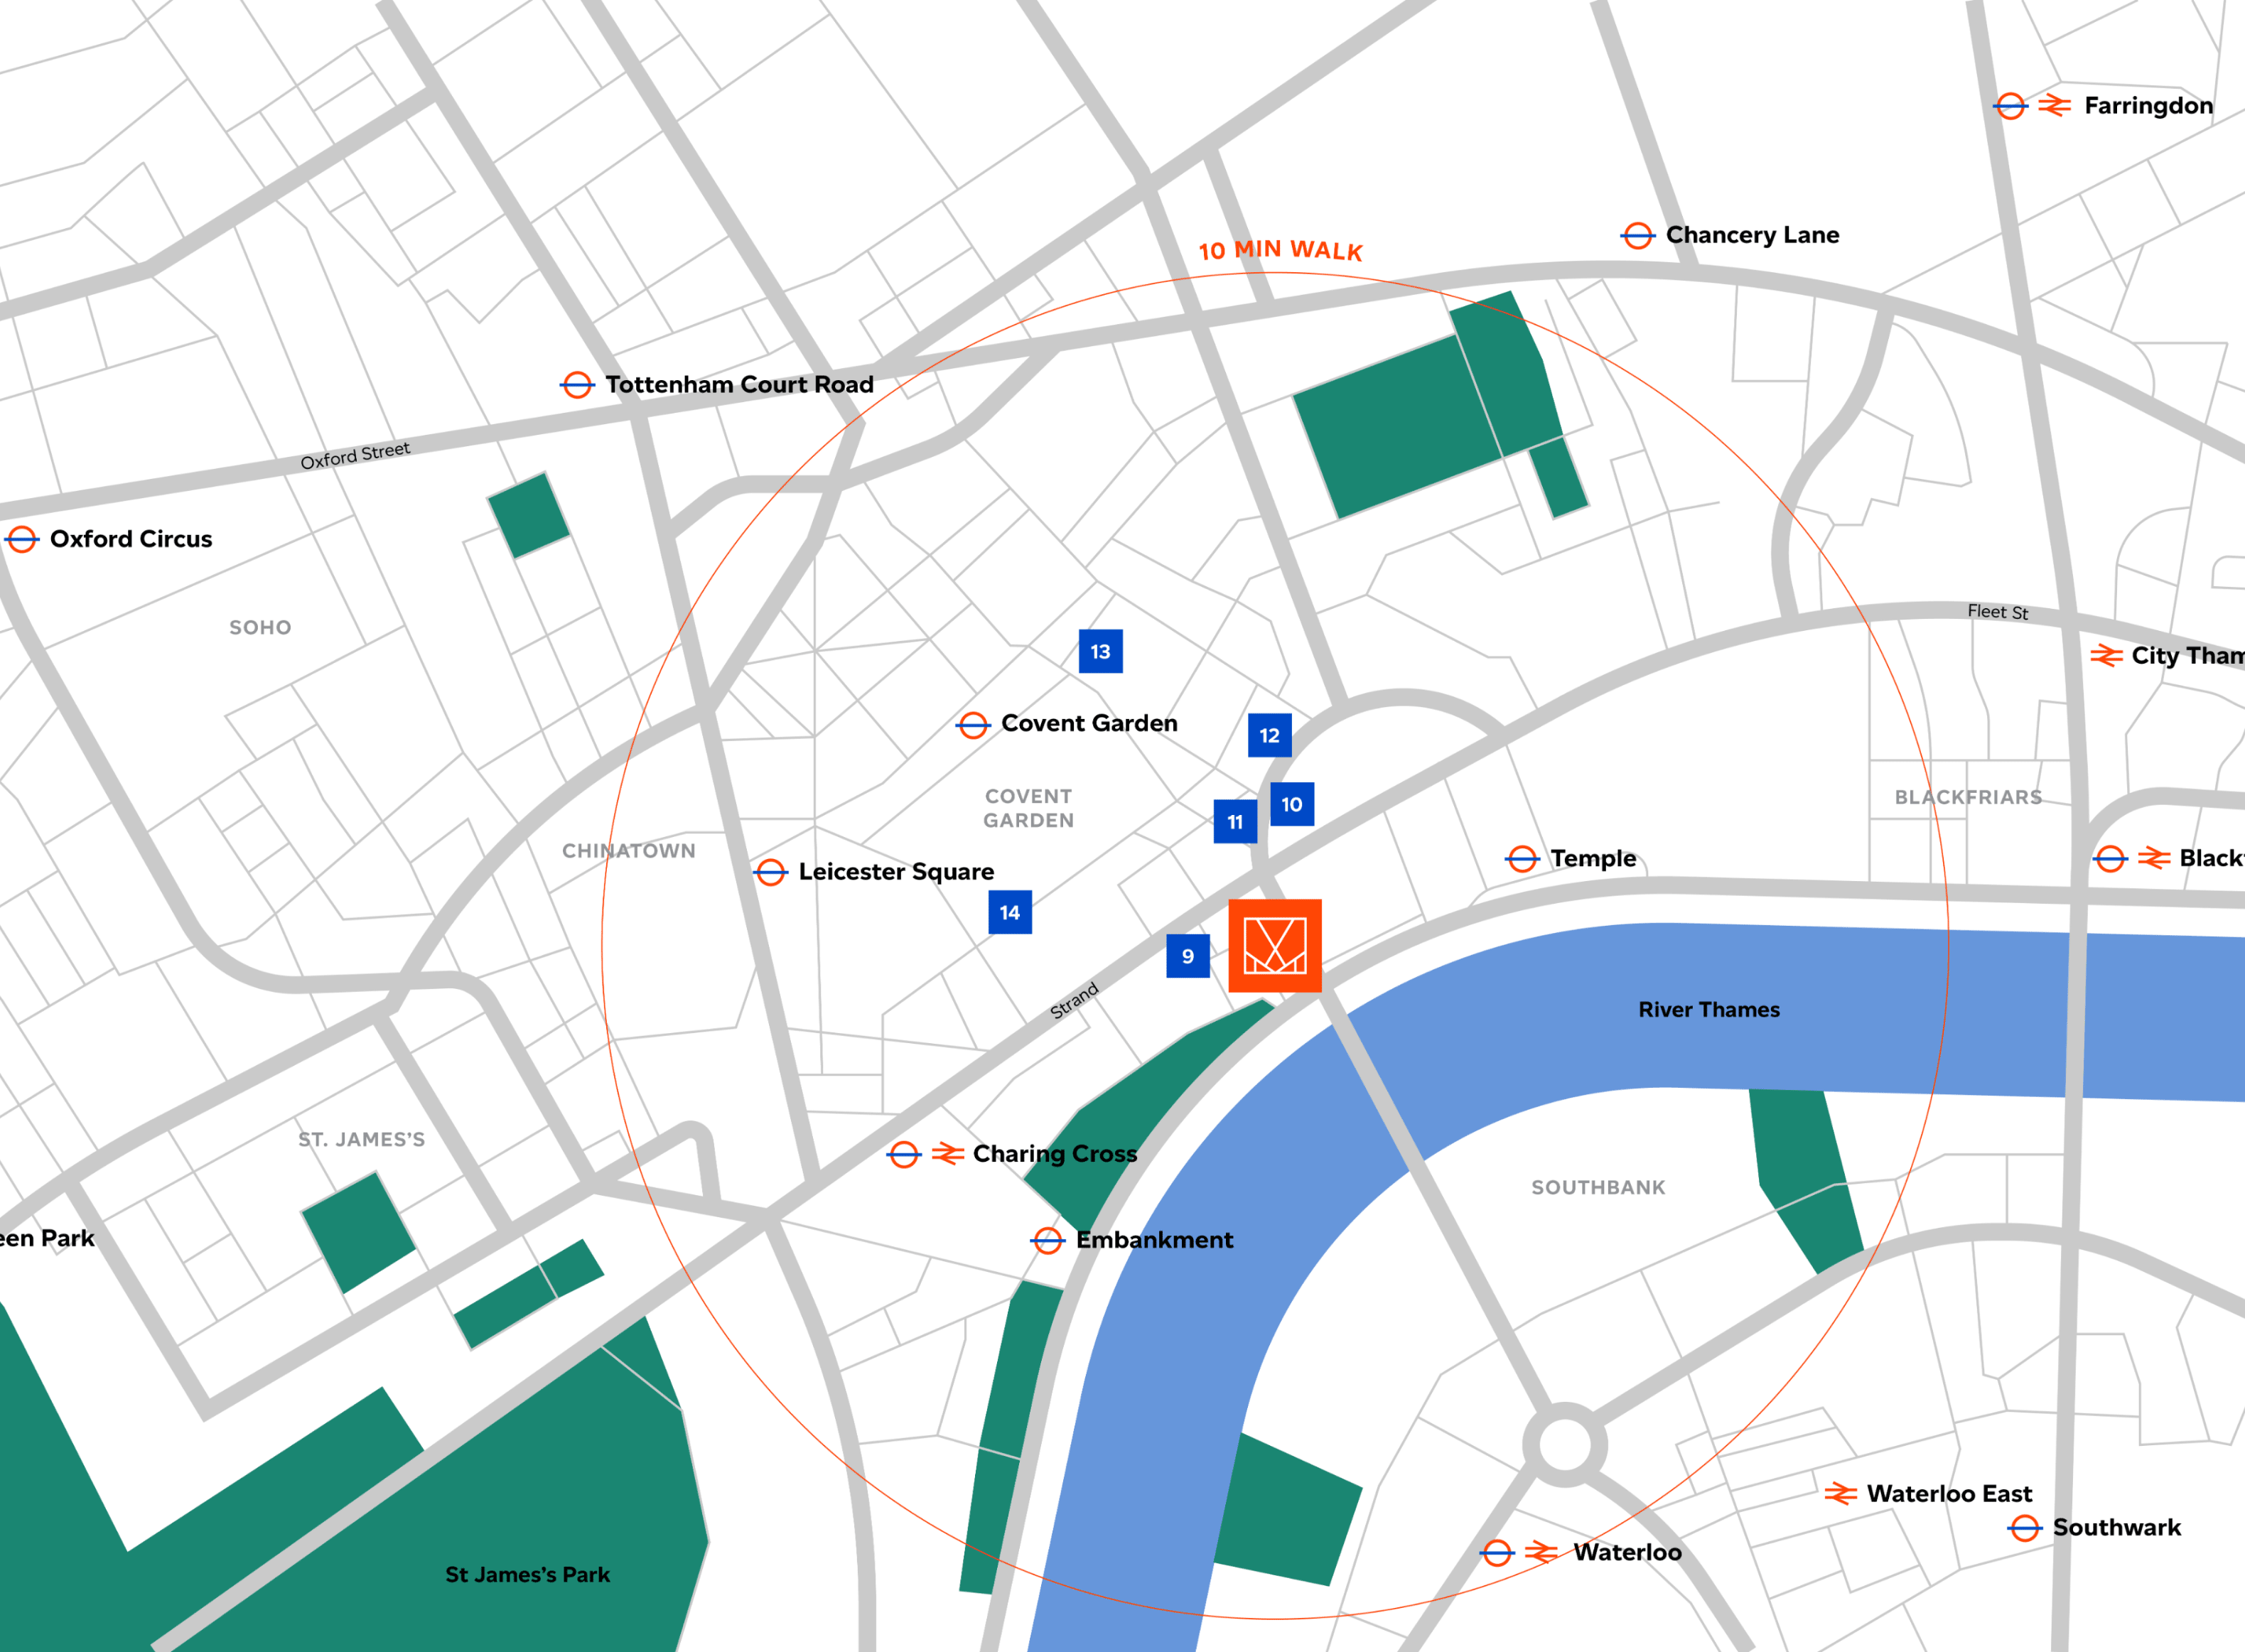 Farringdon
Chancery Lane
10 MIN WALK
Tottenham Court Road
Oxford Street
Oxford Circus
SOHO
Fleet St
13
City Tham
Covent Garden
12
COVENT
GARDEN
10
11
BLACKFRIARS
CHINATOWN
Temple
Blackf
Leicester Square
14
9
Strand
River Thames
ST. JAMES'S
Charing Cross
SOUTHBANK
een Park
Embankment
Waterloo East
Southwark
Waterloo
St James's Park